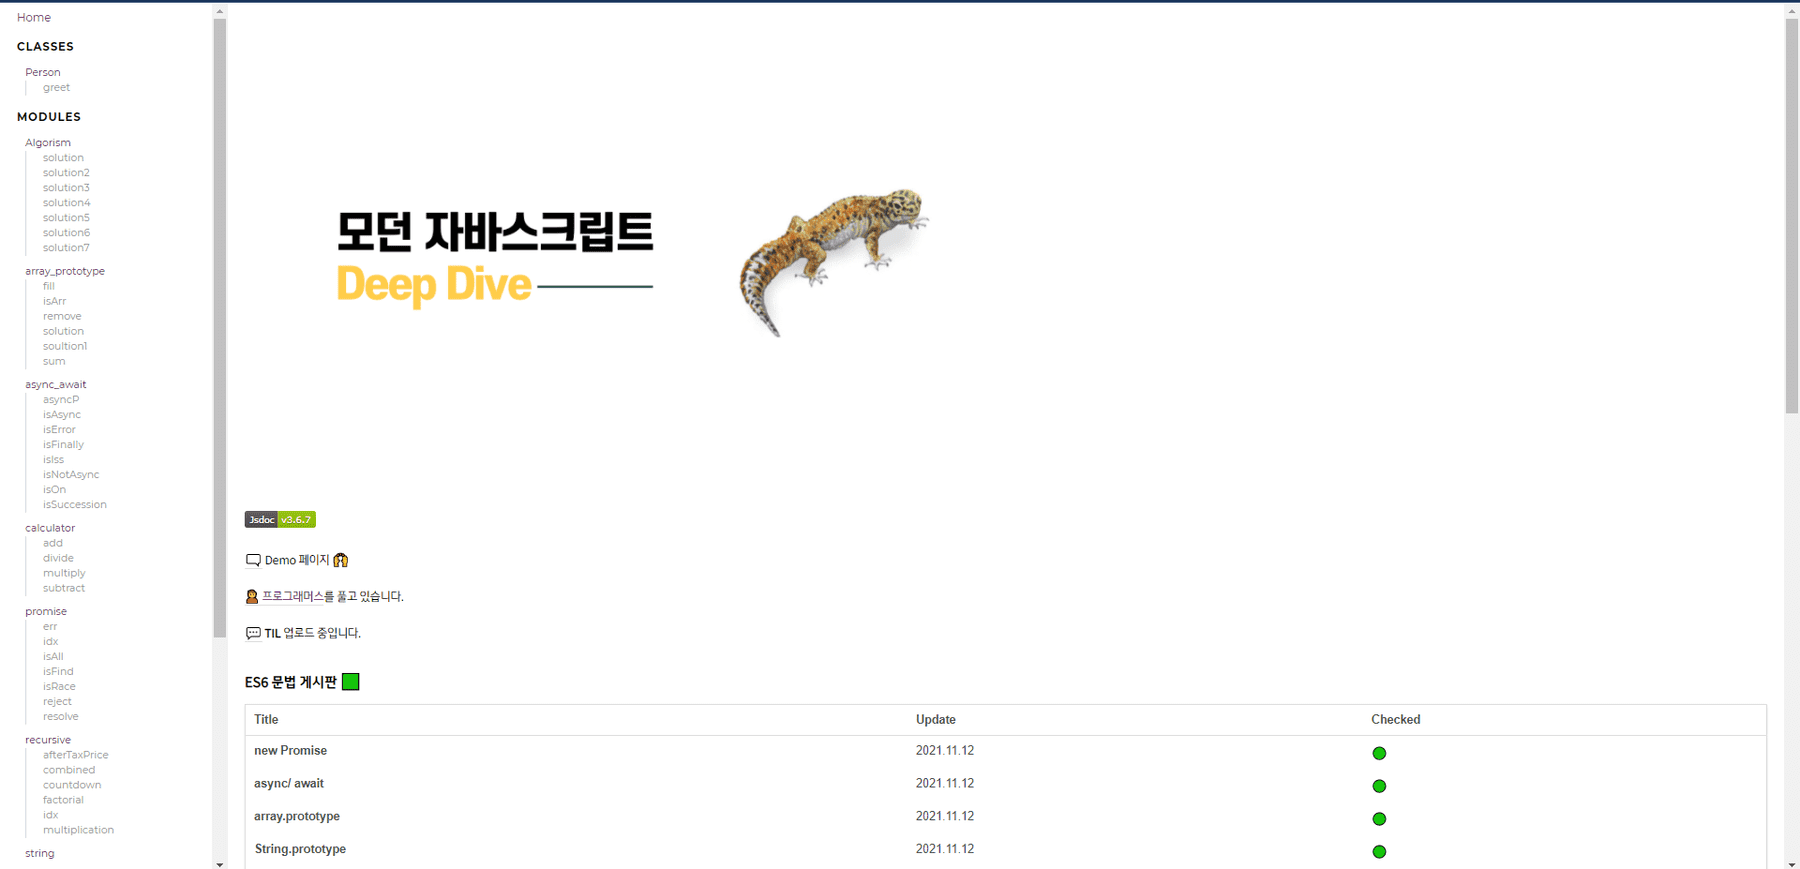 Home
CLASSES
Person
greet
MODULES
Algorism
solution
solution2
solution3
solution4
solution5
solution6
solution7
array_prototype
fill
isArr
remove
solution
soultion1
sum
async_await
asyncP
isAsync
isError
isFinally
isIss
isNotAsync
isOn
isSuccession
calculator
add
divide
multiply
subtract
promise
err
idx
isAll
isFind
isRace
reject
resolve
recursive
afterTaxPrice
combined
countdown
factorial
idx
multiplication
string
모던 자바스크립트
Deep Dive
Jsdoc v3.6.7
Demo 페이지
프로그래머스를 풀고 있습니다.
TIL 업로드 중입니다.
ES6 문법 게시판
Title Update Checked
new Promise 2021.11.12
async/ await 2021.11.12
array.prototype 2021.11.12
String.prototype 2021.11.12